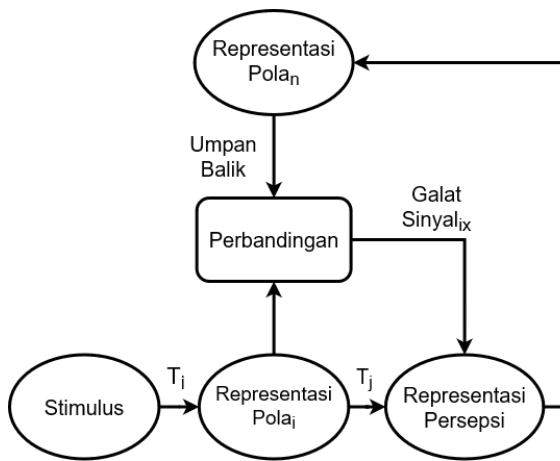 Representasi
Polaₙ
Umpan
Balik
Galat
Sinyalᵢₓ
Perbandingan
Tᵢ
Tⱼ
Stimulus
Representasi
Polaᵢ
Representasi
Persepsi